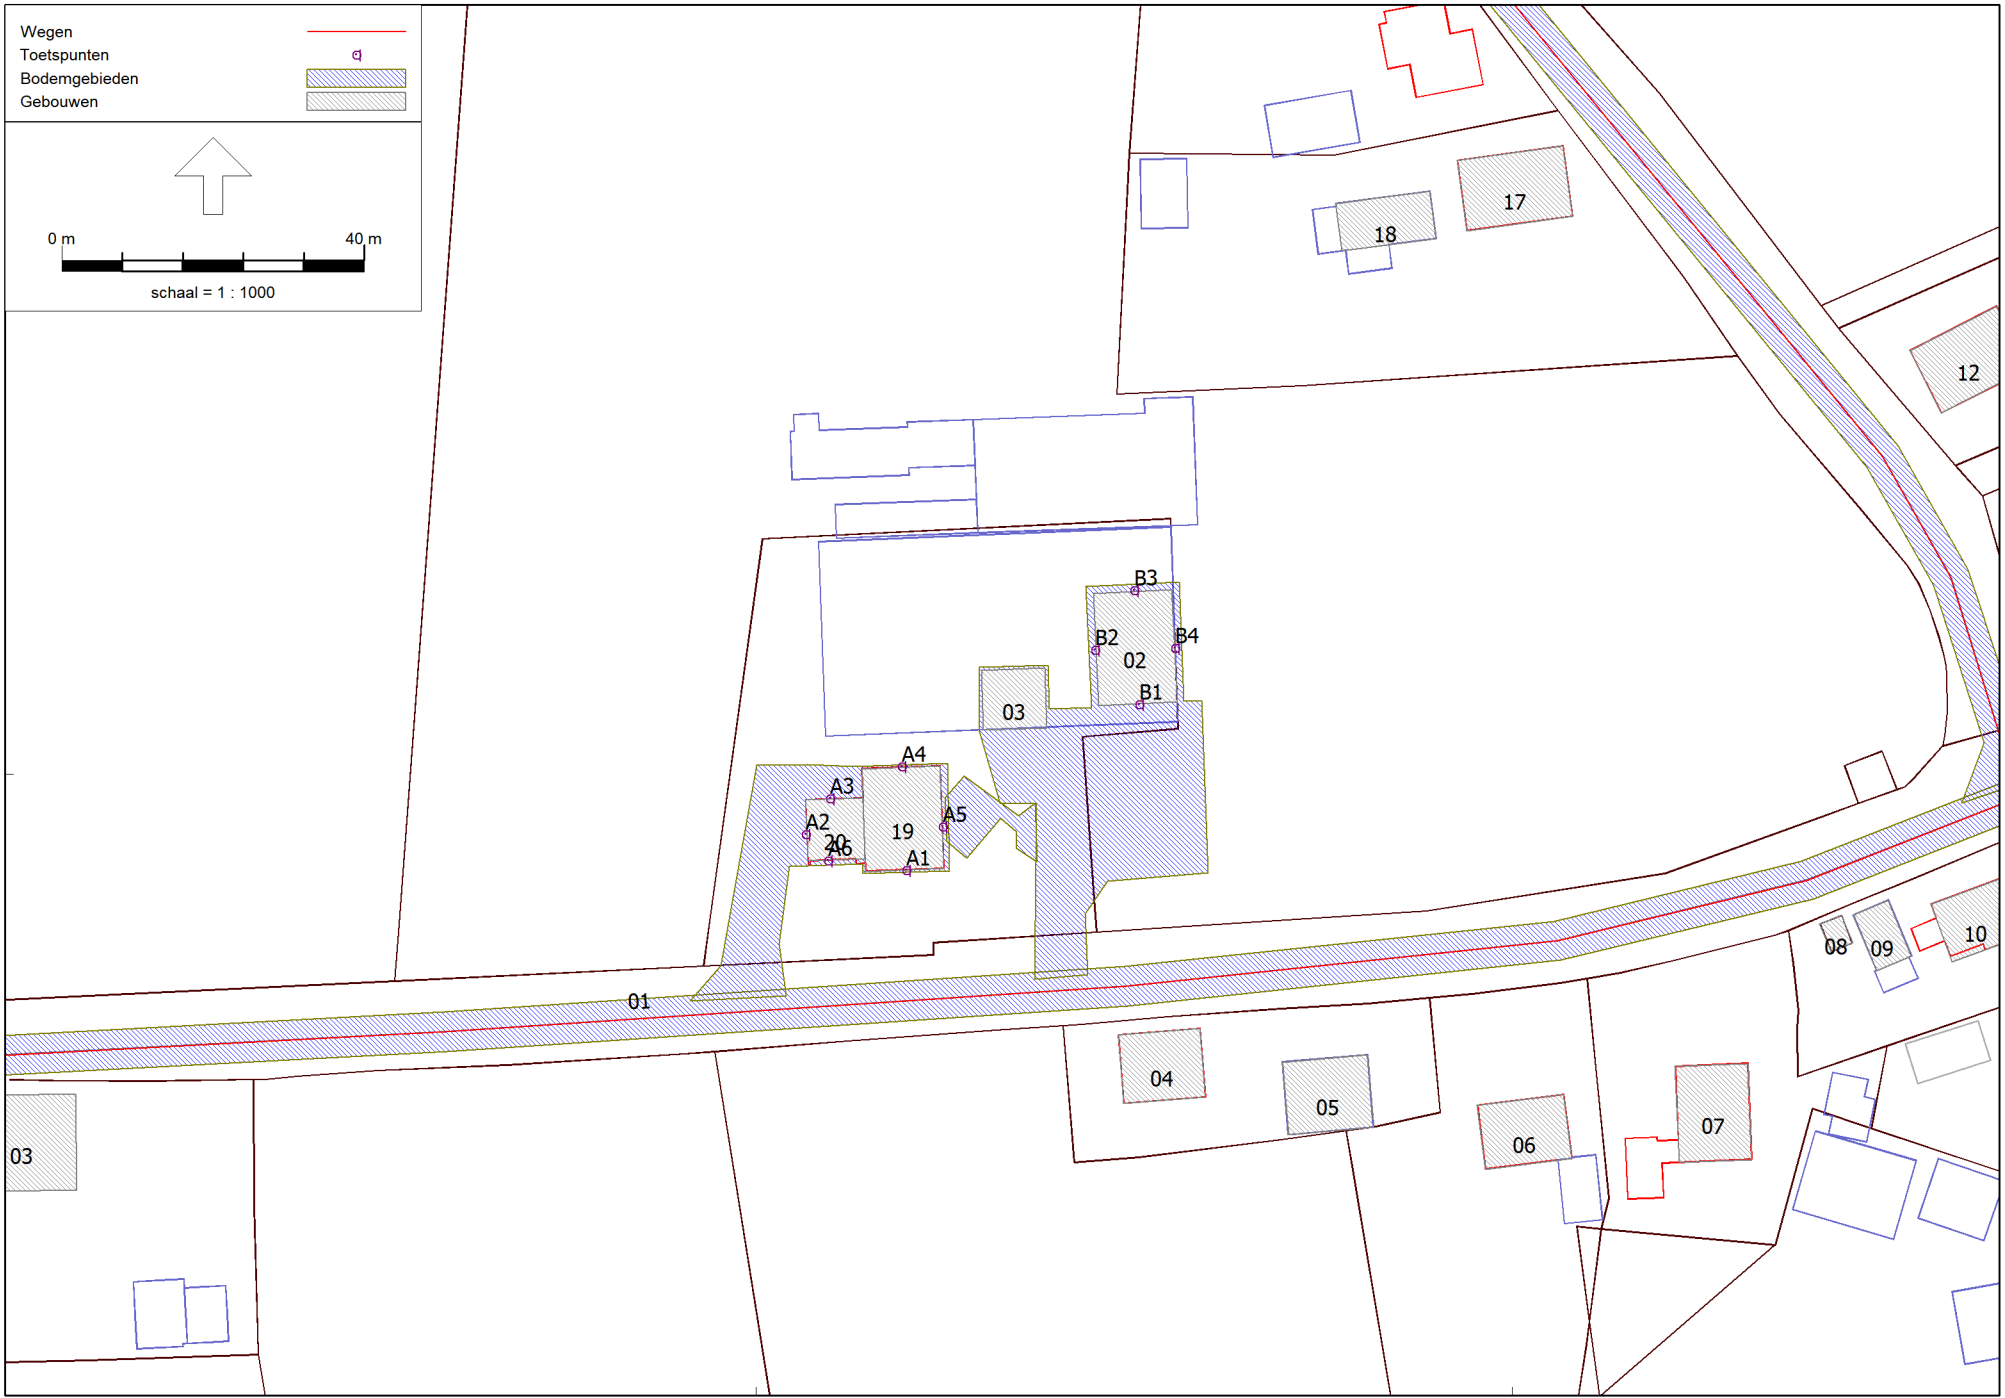 Wegen
Toetspunten
Bodemgebieden
Gebouwen
0 m 40 m
schaal = 1 : 1000
17
18
12
B3
B2
B4
02
B1
03
A4
A3
A5
A2
19
20
A6
A1
08
09
10
01
04
05
06
07
03